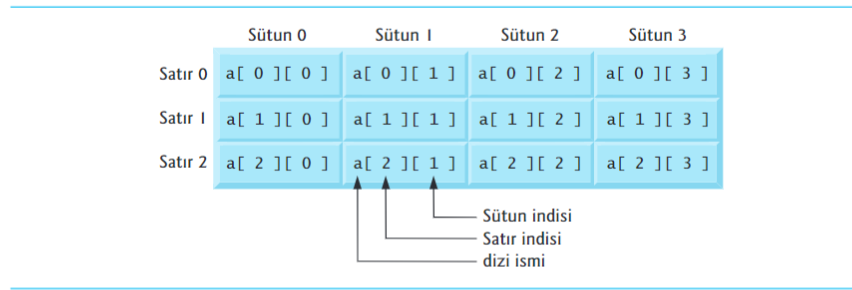 Sütun 0 Sütun 1 Sütun 2 Sütun 3
Satır 0 a[ 0 ][ 0 ] a[ 0 ][ 1 ] a[ 0 ][ 2 ] a[ 0 ][ 3 ]
Satır 1 a[ 1 ][ 0 ] a[ 1 ][ 1 ] a[ 1 ][ 2 ] a[ 1 ][ 3 ]
Satır 2 a[ 2 ][ 0 ] a[ 2 ][ 1 ] a[ 2 ][ 2 ] a[ 2 ][ 3 ]
Sütun indisi
Satır indisi
dizi ismi